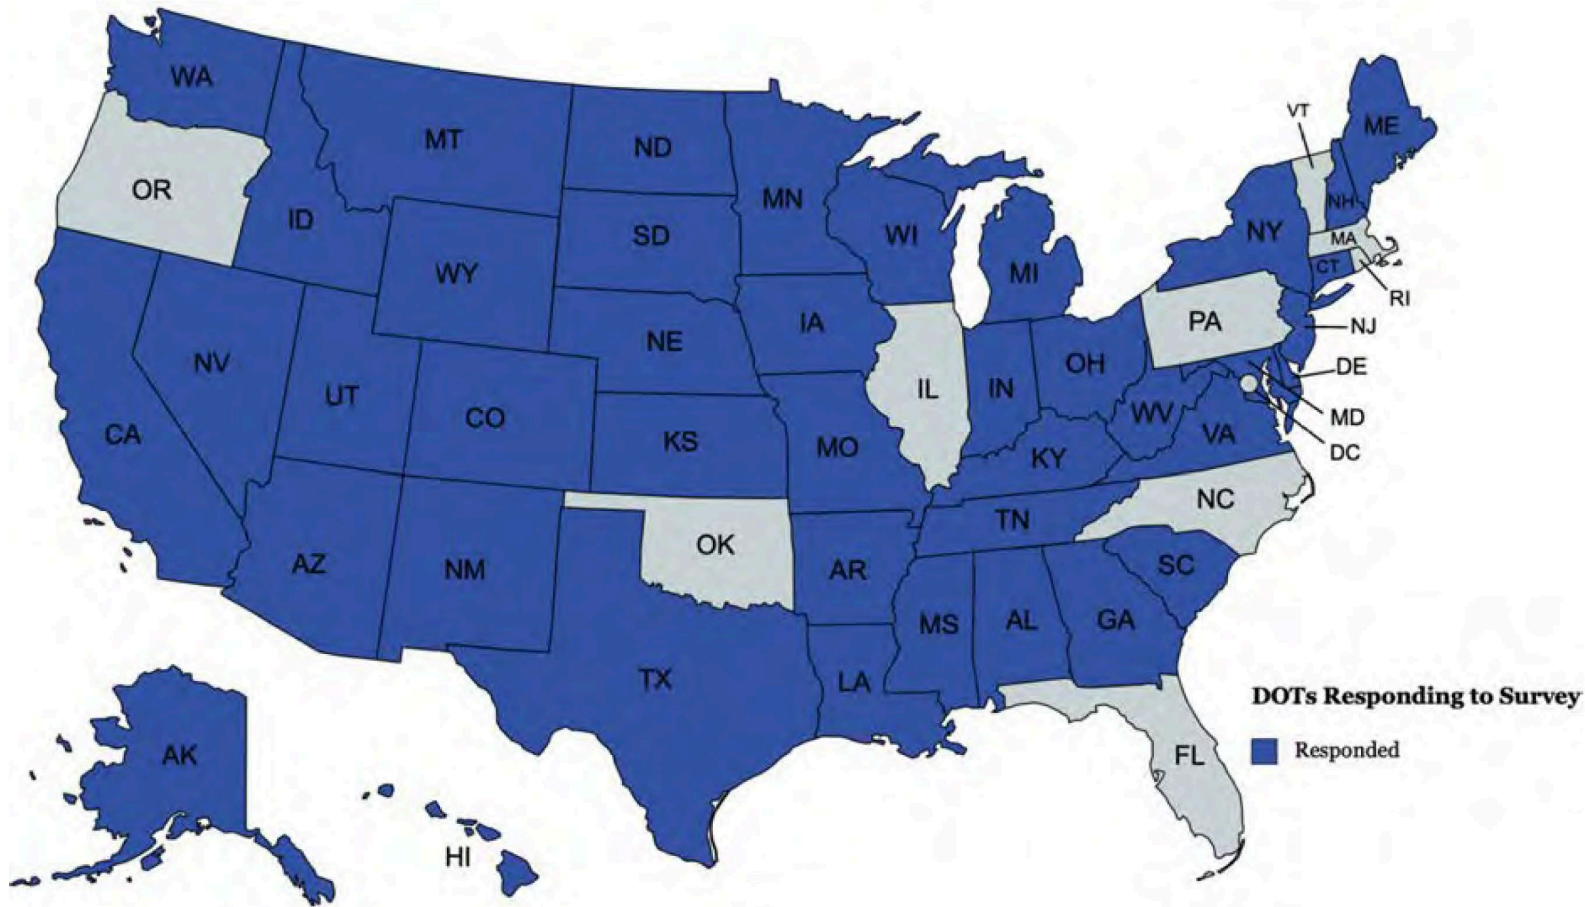 WA
MT
ND
MN
VT
ME
OR
ID
SD
WI
NH
NY
MA
WY
MI
CT
RI
NE
IA
PA
NJ
NV
UT
CO
IL
IN
OH
DE
CA
KS
MO
WV
MD
KY
VA
DC
NC
TN
OK
AZ
NM
AR
SC
MS
AL
GA
TX
LA
DOTs Responding to Survey
Responded
FL
AK
HI